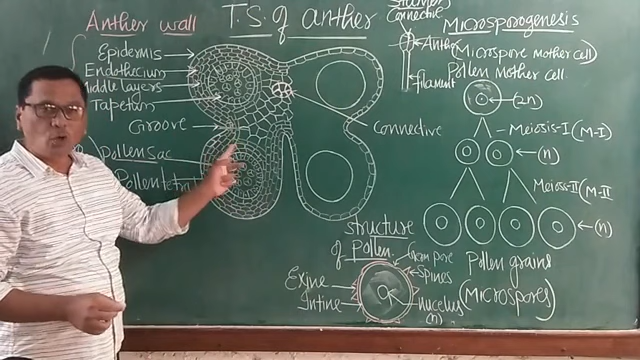 Anther wall
T.S. of anther
Connective
Microsporogenesis
Epidermis
Endothecium
Middle layers
Tapetum
Groove
Pollen Sac
Anther
filament
Connective
(Microspore mother cell)
Pollen mother cell
(2n)
Meiosis-I (M-I)
(n)
Meiosis-II (M-II
(n)
Pollen grains
(Microspores)
structure
of Pollen
Germ pore
Spines
Exine
Intine
nucelus
(n)